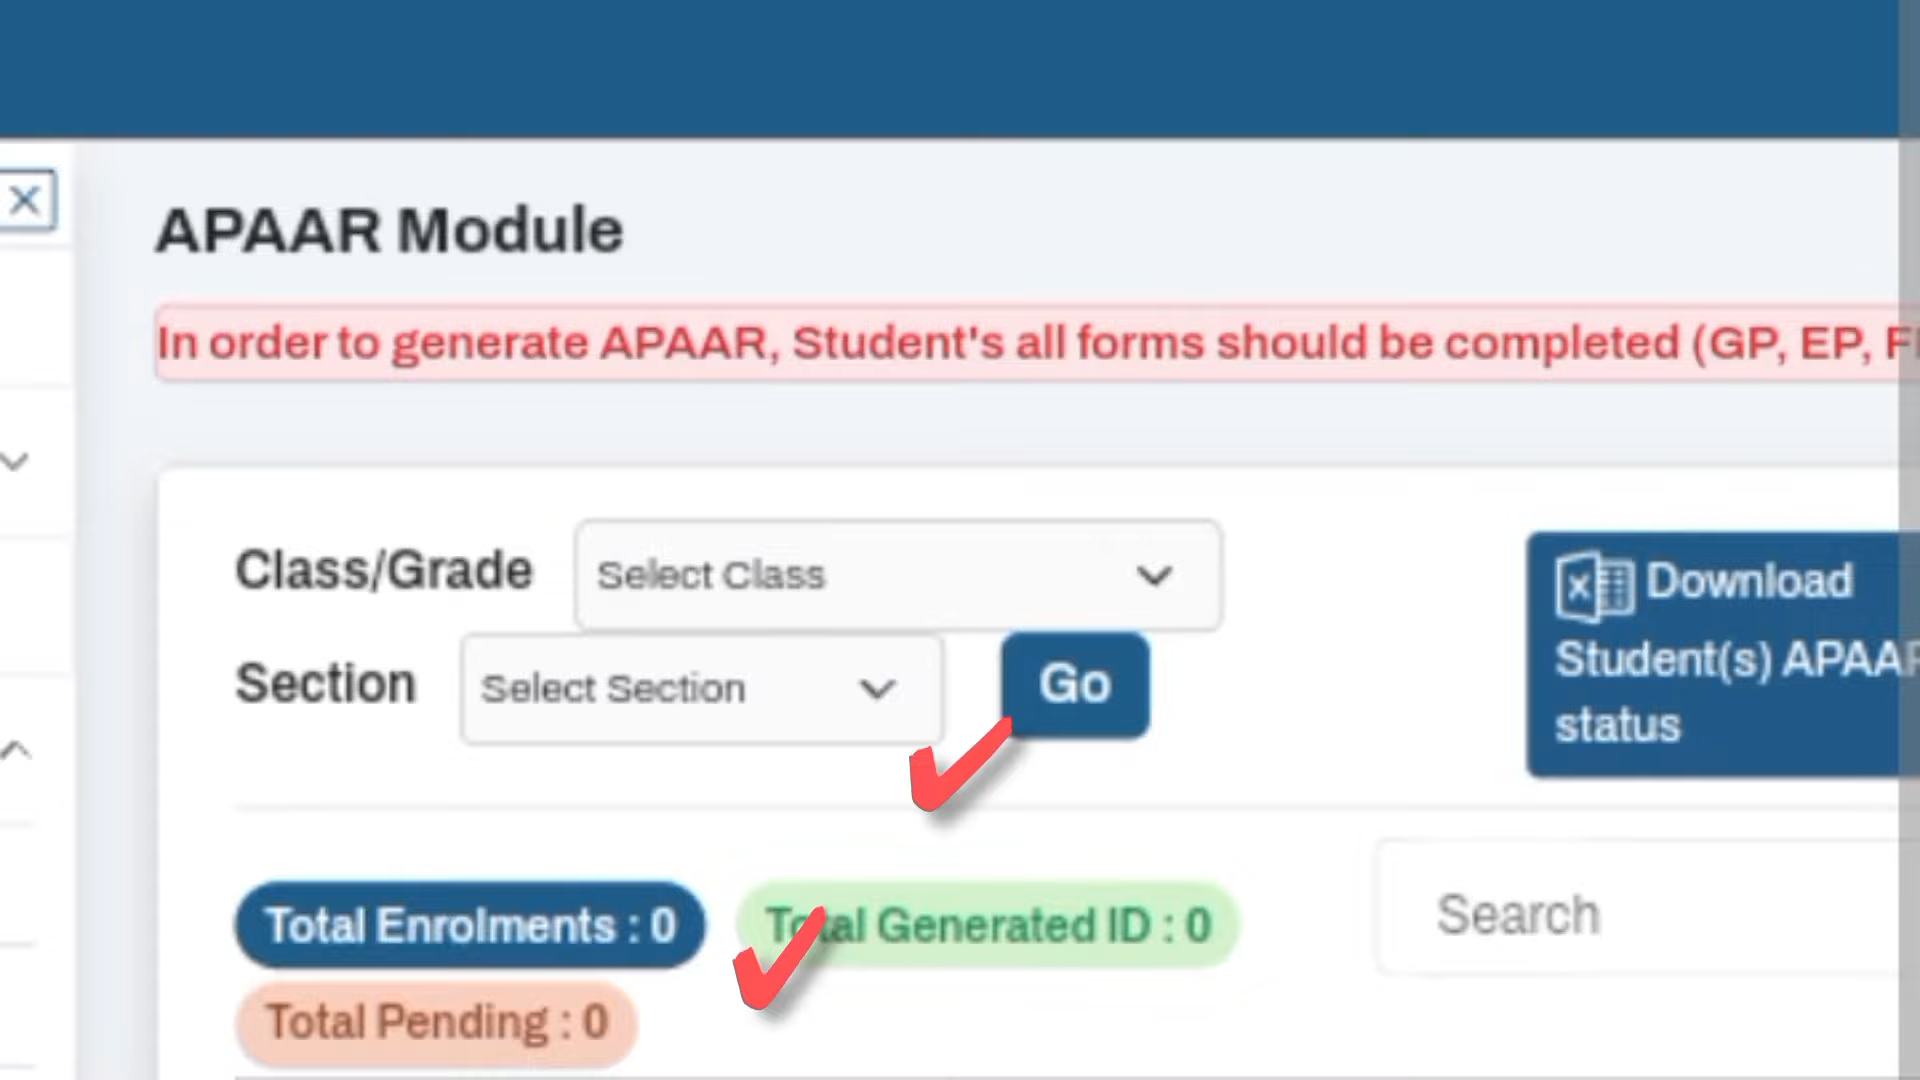 APAAR Module
In order to generate APAAR, Student's all forms should be completed (GP, EP,
Class/Grade Select Class
Section Select Section Go
Download
Student(s) APAAR
status
Total Enrolments : 0 Total Generated ID : 0
Search
Total Pending : 0